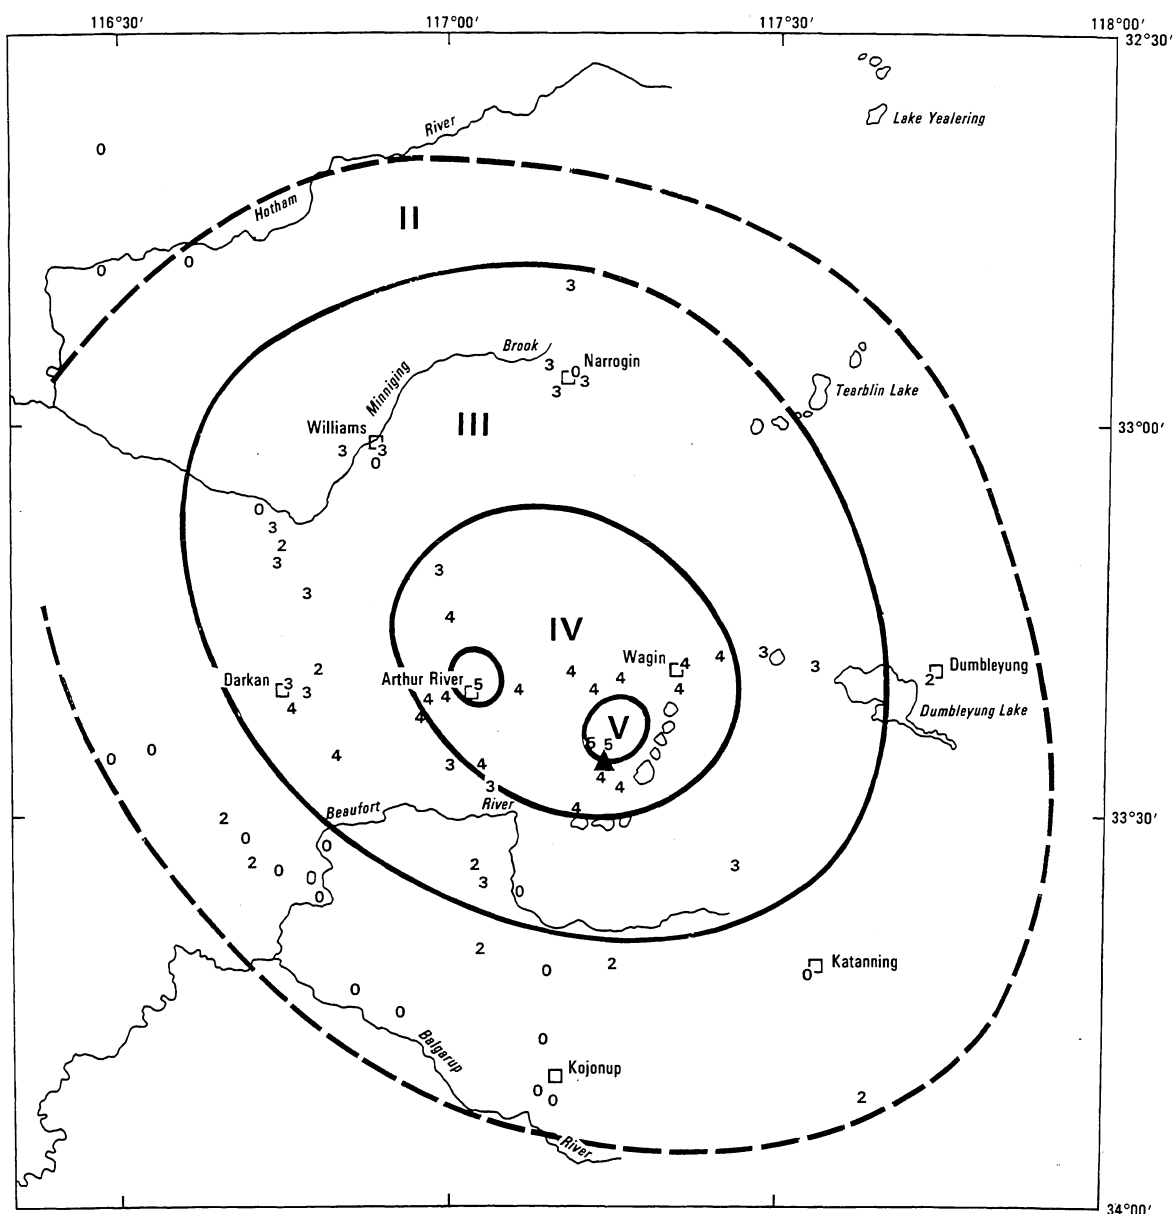 116°30′ 117°00′ 117°30′ 118°00′
32°30′
Lake Yealering
River
0
Hotham
II
0 0
3
Brook
3 0 Narrogin
3
3
Minniging
Tearblin Lake
III
Williams
3 3
0
33°00′
0
3
2
3
3
3
4
IV
Wagin 4 4 3 3
2
Darkan 3 3
4
Arthur River 5
4 4 4
4
4 4 4 4
Dumbleyung
2
Dumbleyung Lake
V
5 5
0 0
4
3 4
3
4 4
4
Beaufort River
33°30′
2
0
2 0
0
0
0
2
3
0
3
2
0
2
Katanning
0
0
0
0
Balgarup
Kojonup
0 0
2
River
34°00′